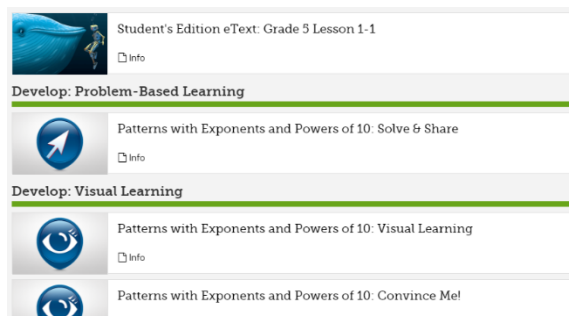 Student's Edition eText: Grade 5 Lesson 1-1
Info
Develop: Problem-Based Learning
Patterns with Exponents and Powers of 10: Solve & Share
Info
Develop: Visual Learning
Patterns with Exponents and Powers of 10: Visual Learning
Info
Patterns with Exponents and Powers of 10: Convince Me!